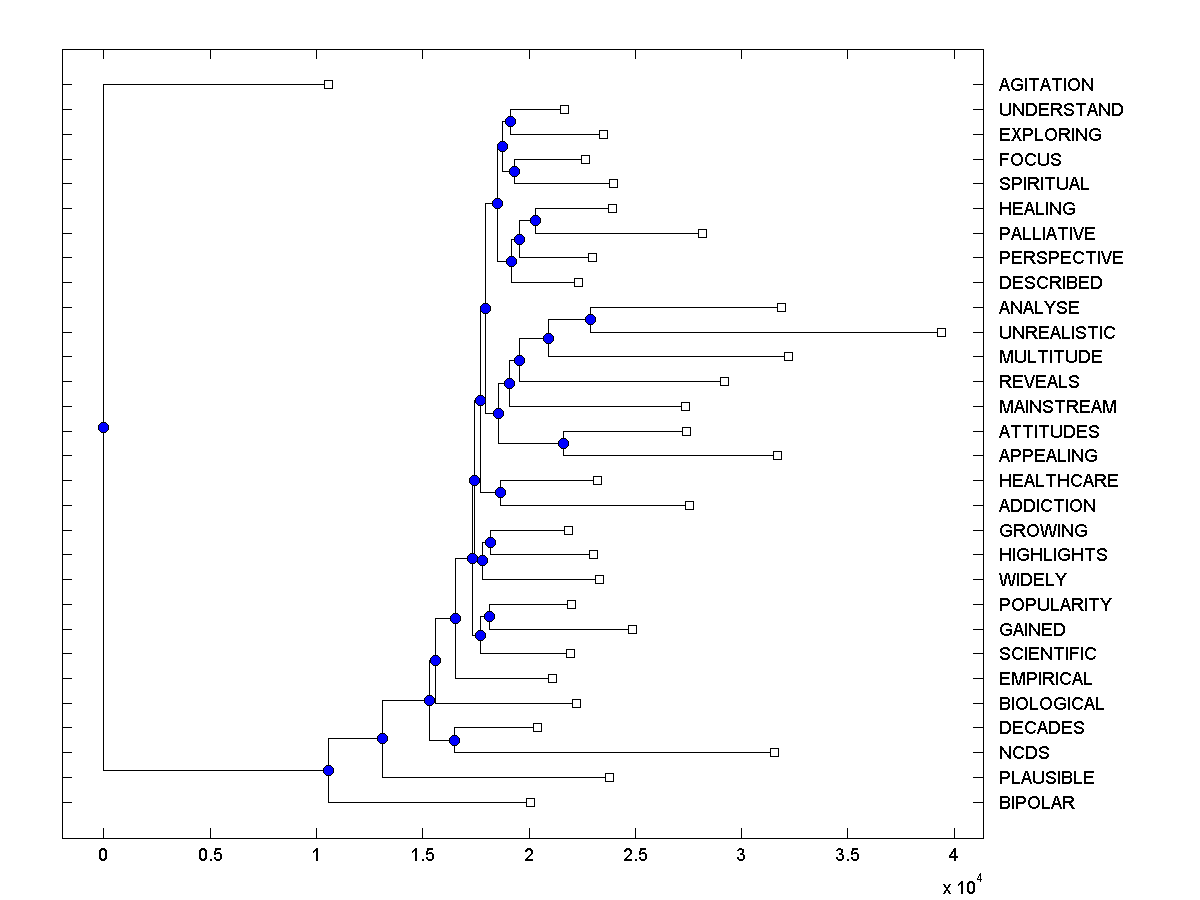 AGITATION
UNDERSTAND
EXPLORING
FOCUS
SPIRITUAL
HEALING
PALLIATIVE
PERSPECTIVE
DESCRIBED
ANALYSE
UNREALISTIC
MULTITUDE
REVEALS
MAINSTREAM
ATTITUDES
APPEALING
HEALTHCARE
ADDICTION
GROWING
HIGHLIGHTS
WIDELY
POPULARITY
GAINED
SCIENTIFIC
EMPIRICAL
BIOLOGICAL
DECADES
NCDS
PLAUSIBLE
BIPOLAR
0 0.5 1 1.5 2 2.5 3 3.5 4
x 10^4